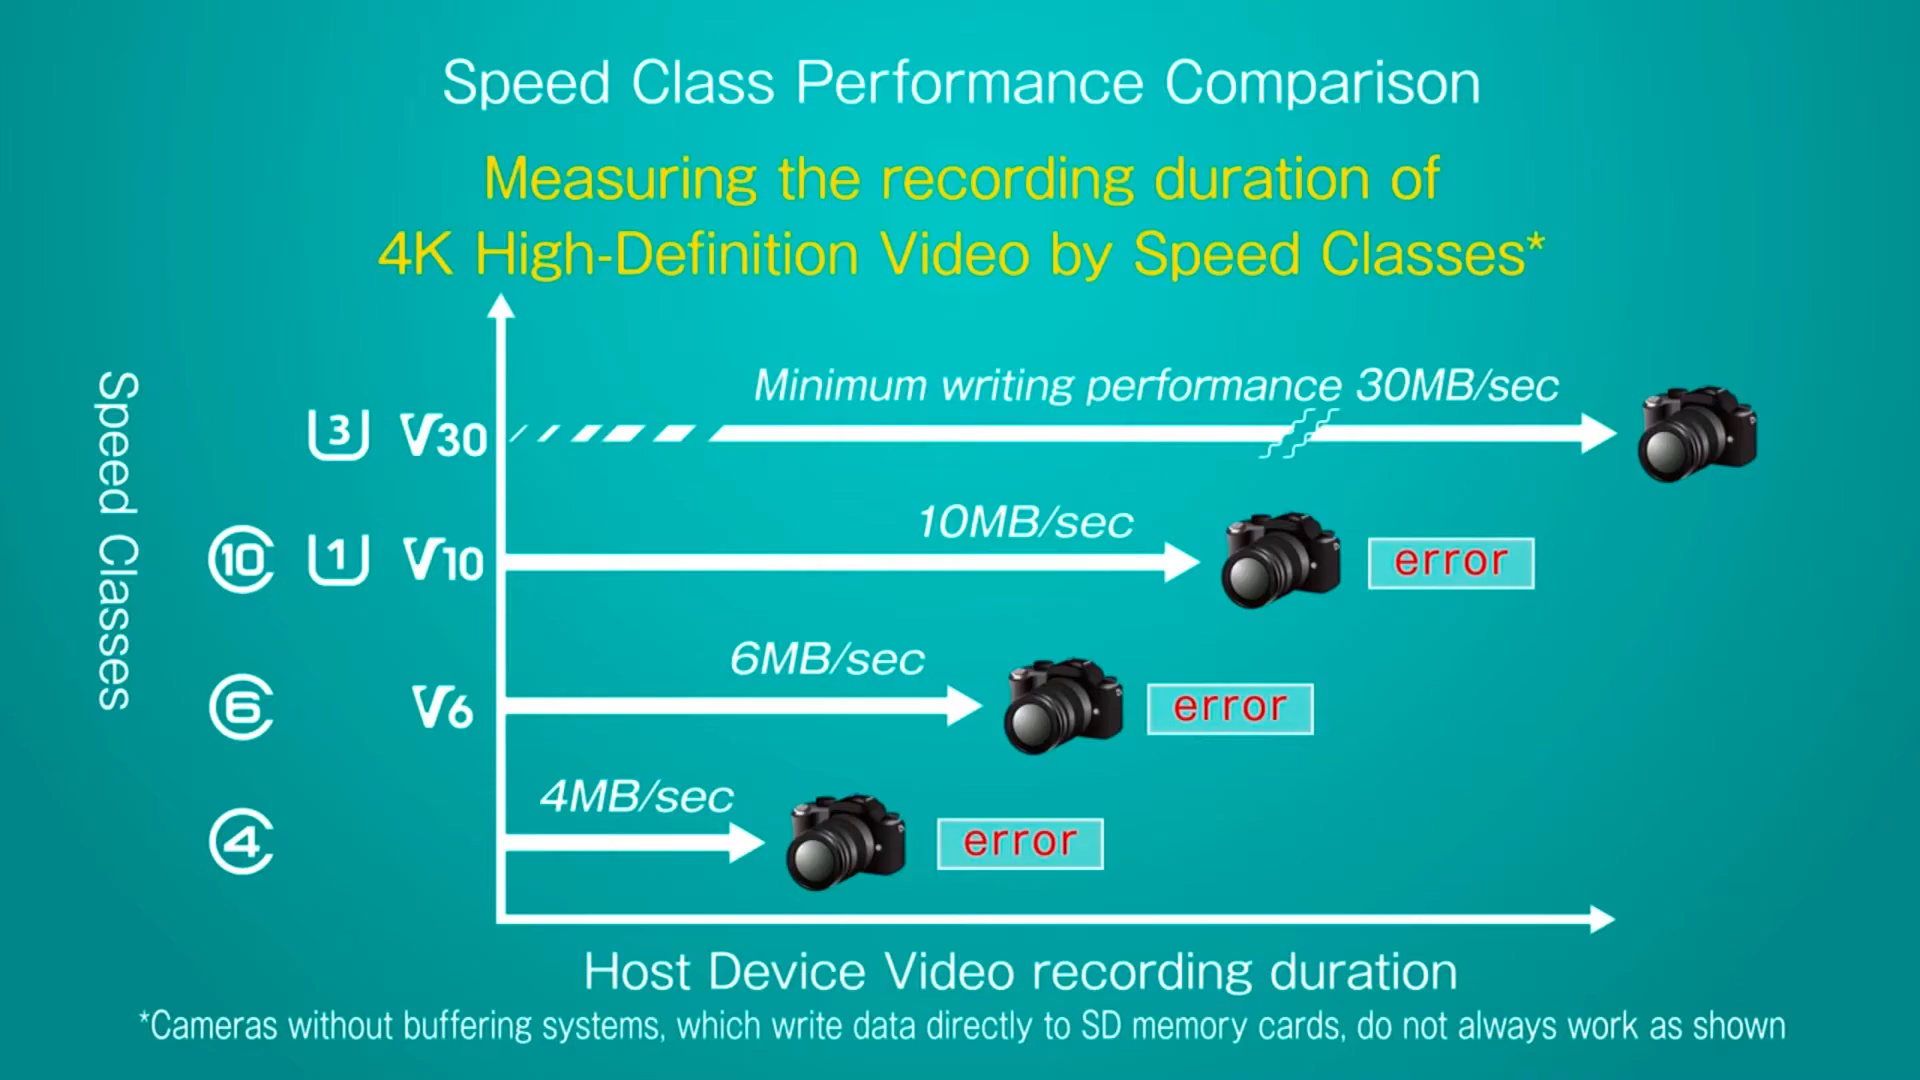 Speed Class Performance Comparison
Measuring the recording duration of
4K High-Definition Video by Speed Classes*
Speed Classes
Minimum writing performance 30MB/sec
3 V30
10MB/sec
10 1 V10 error
6MB/sec
6 V6 error
4MB/sec
4 error
Host Device Video recording duration
*Cameras without buffering systems, which write data directly to SD memory cards, do not always work as shown